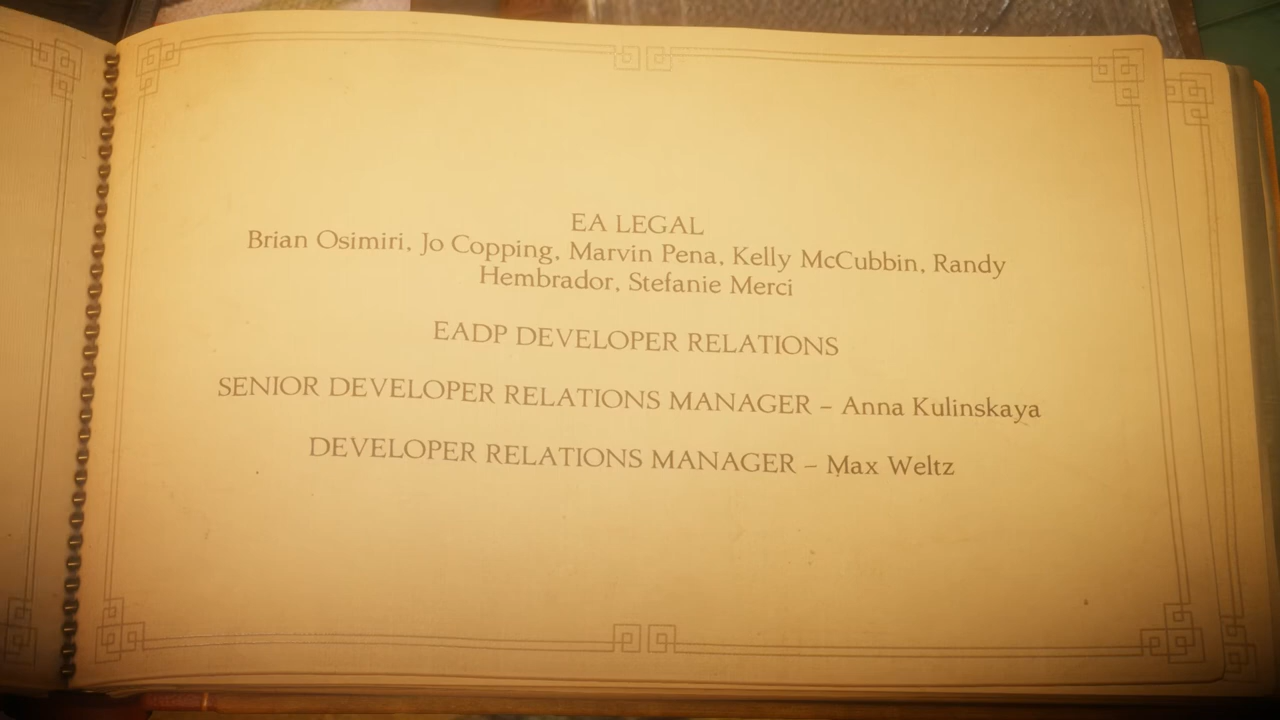 EA LEGAL
Brian Osimiri, Jo Copping, Marvin Pena, Kelly McCubbin, Randy
Hembrador, Stefanie Merci
EADP DEVELOPER RELATIONS
SENIOR DEVELOPER RELATIONS MANAGER – Anna Kulinskaya
DEVELOPER RELATIONS MANAGER – Max Weltz